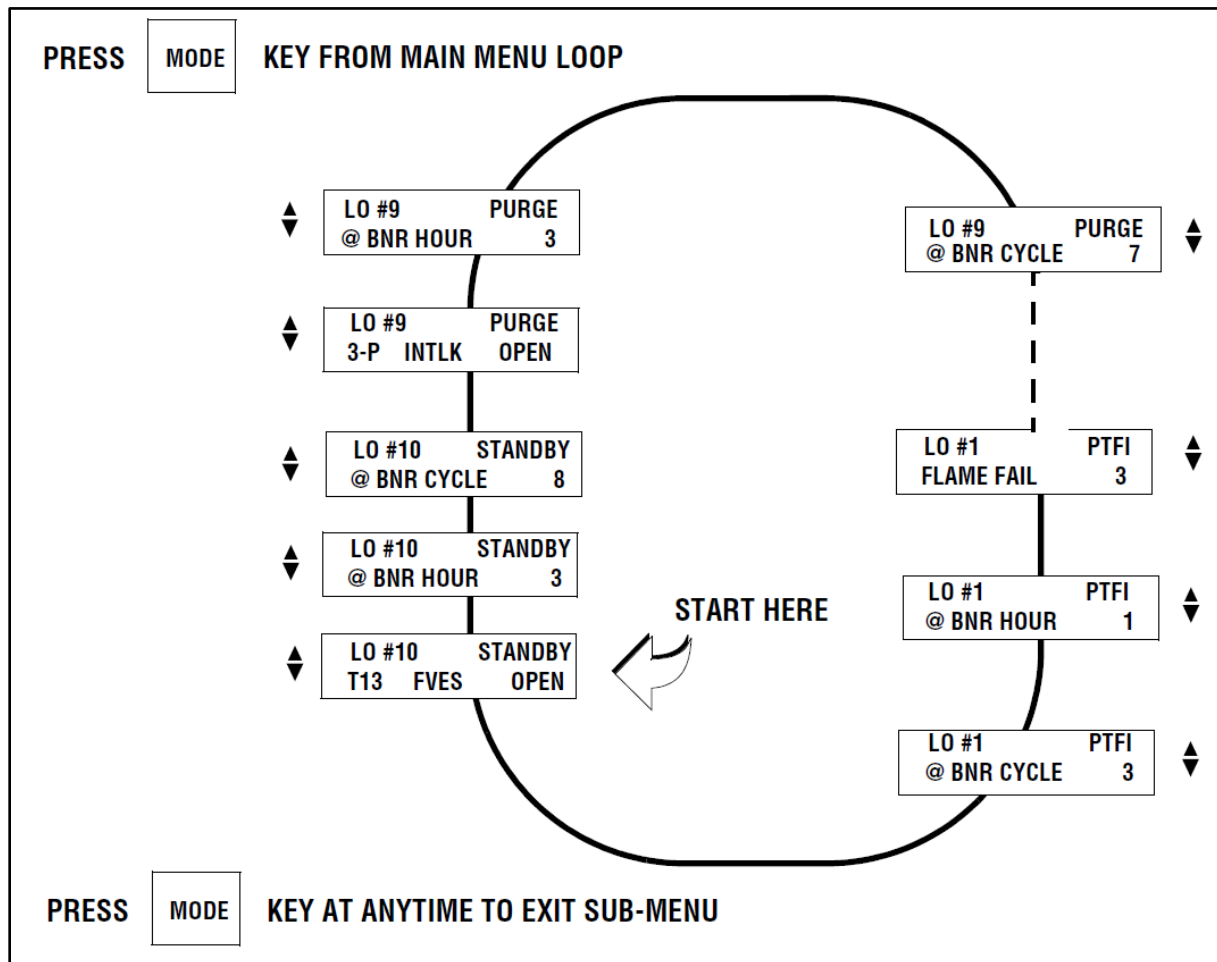 PRESS MODE KEY FROM MAIN MENU LOOP
LO #9 PURGE
@ BNR HOUR 3
LO #9 PURGE
3-P INTLK OPEN
LO #10 STANDBY
@ BNR CYCLE 8
LO #10 STANDBY
@ BNR HOUR 3
LO #10 STANDBY
T13 FVES OPEN
START HERE
LO #9 PURGE
@ BNR CYCLE 7
LO #1 PTFI
FLAME FAIL 3
LO #1 PTFI
@ BNR HOUR 1
LO #1 PTFI
@ BNR CYCLE 3
PRESS MODE KEY AT ANYTIME TO EXIT SUB-MENU